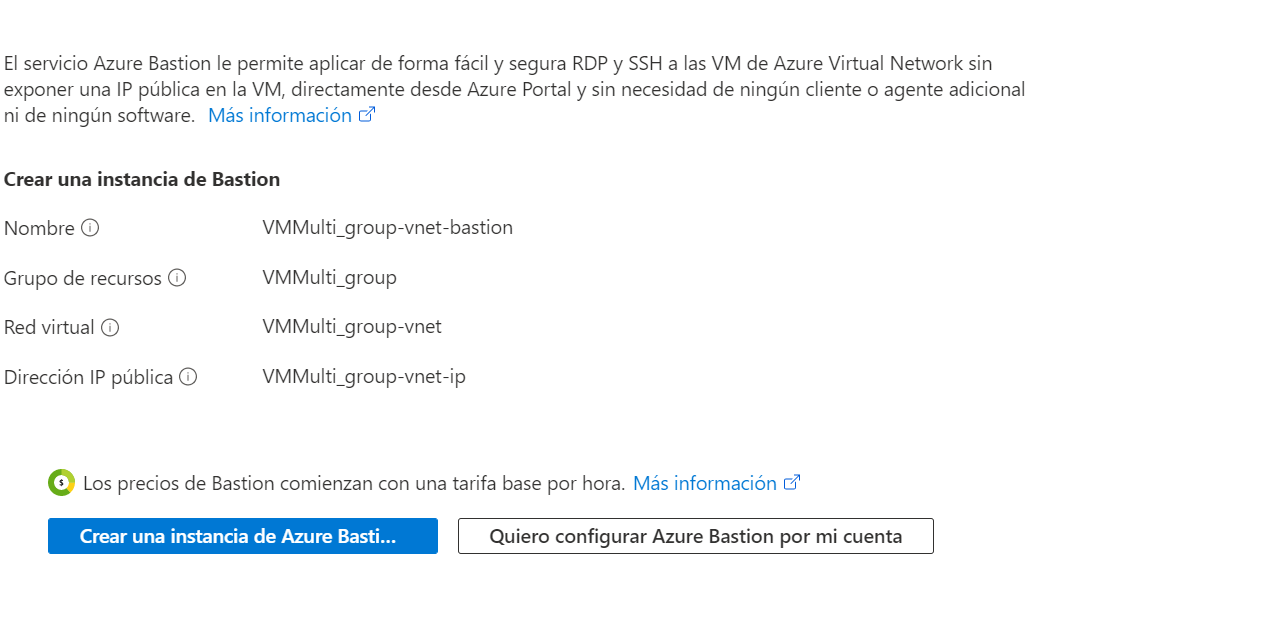 El servicio Azure Bastion le permite aplicar de forma fácil y segura RDP y SSH a las VM de Azure Virtual Network sin
exponer una IP pública en la VM, directamente desde Azure Portal y sin necesidad de ningún cliente o agente adicional
ni de ningún software. Más información
Crear una instancia de Bastion
Nombre VMMulti_group-vnet-bastion
Grupo de recursos VMMulti_group
Red virtual VMMulti_group-vnet
Dirección IP pública VMMulti_group-vnet-ip
Los precios de Bastion comienzan con una tarifa base por hora. Más información
Crear una instancia de Azure Basti... Quiero configurar Azure Bastion por mi cuenta